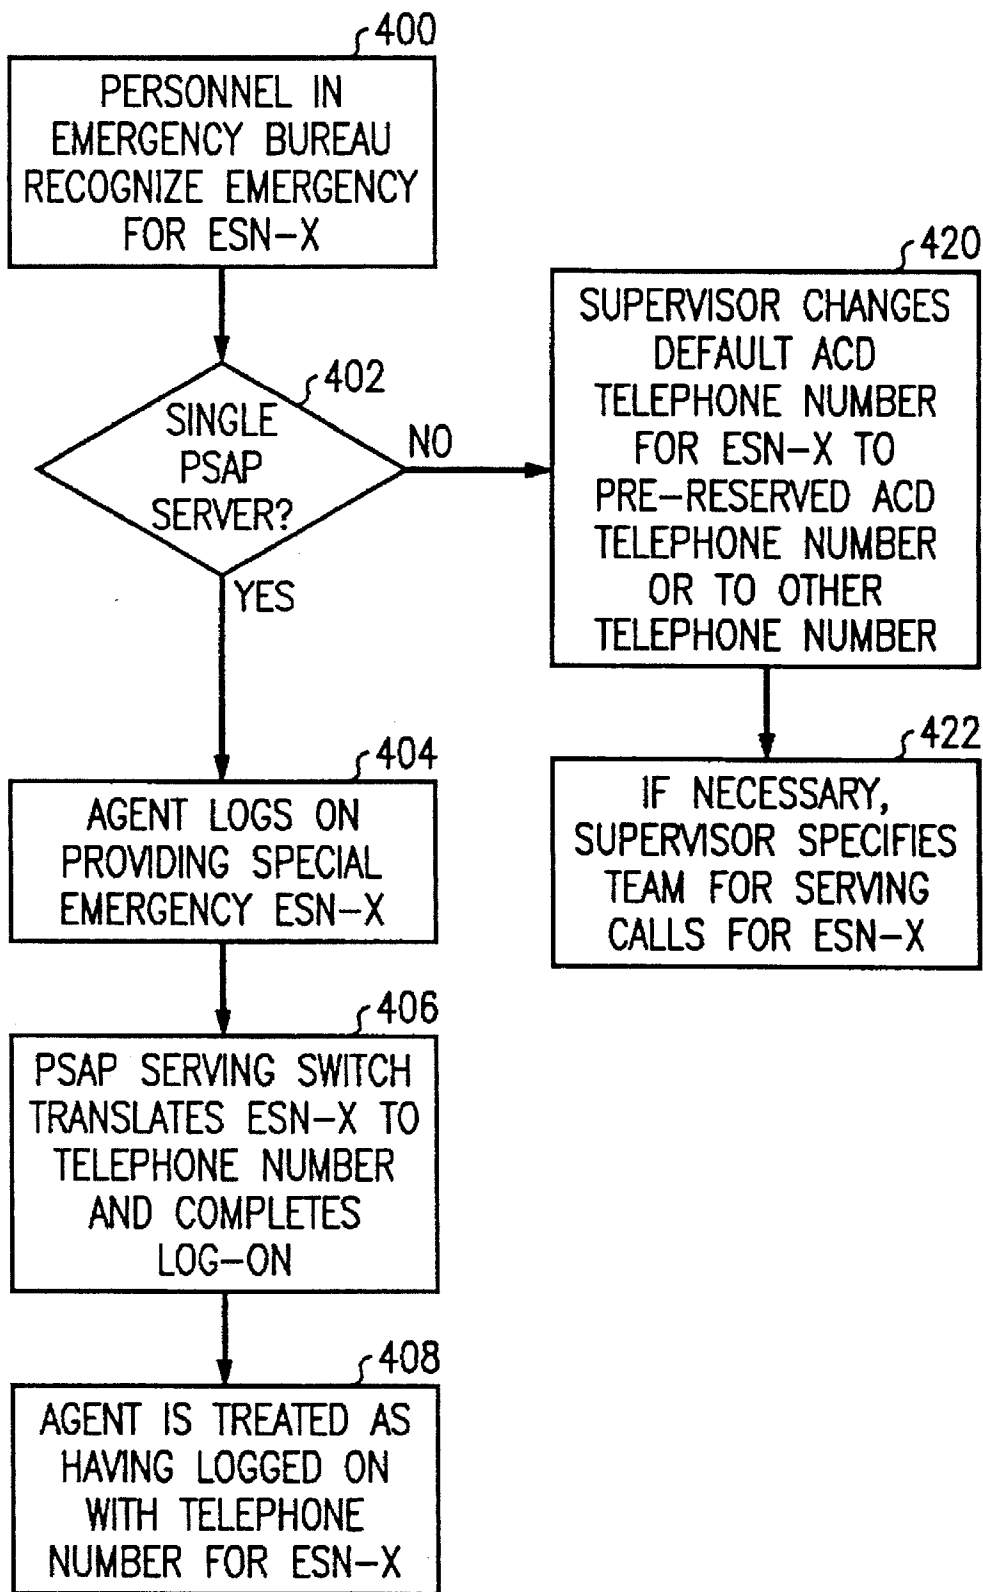 400
PERSONNEL IN
EMERGENCY BUREAU
RECOGNIZE EMERGENCY
FOR ESN-X
402
SINGLE
PSAP
SERVER?
NO
YES
420
SUPERVISOR CHANGES
DEFAULT ACD
TELEPHONE NUMBER
FOR ESN-X TO
PRE-RESERVED ACD
TELEPHONE NUMBER
OR TO OTHER
TELEPHONE NUMBER
422
IF NECESSARY,
SUPERVISOR SPECIFIES
TEAM FOR SERVING
CALLS FOR ESN-X
404
AGENT LOGS ON
PROVIDING SPECIAL
EMERGENCY ESN-X
406
PSAP SERVING SWITCH
TRANSLATES ESN-X TO
TELEPHONE NUMBER
AND COMPLETES
LOG-ON
408
AGENT IS TREATED AS
HAVING LOGGED ON
WITH TELEPHONE
NUMBER FOR ESN-X